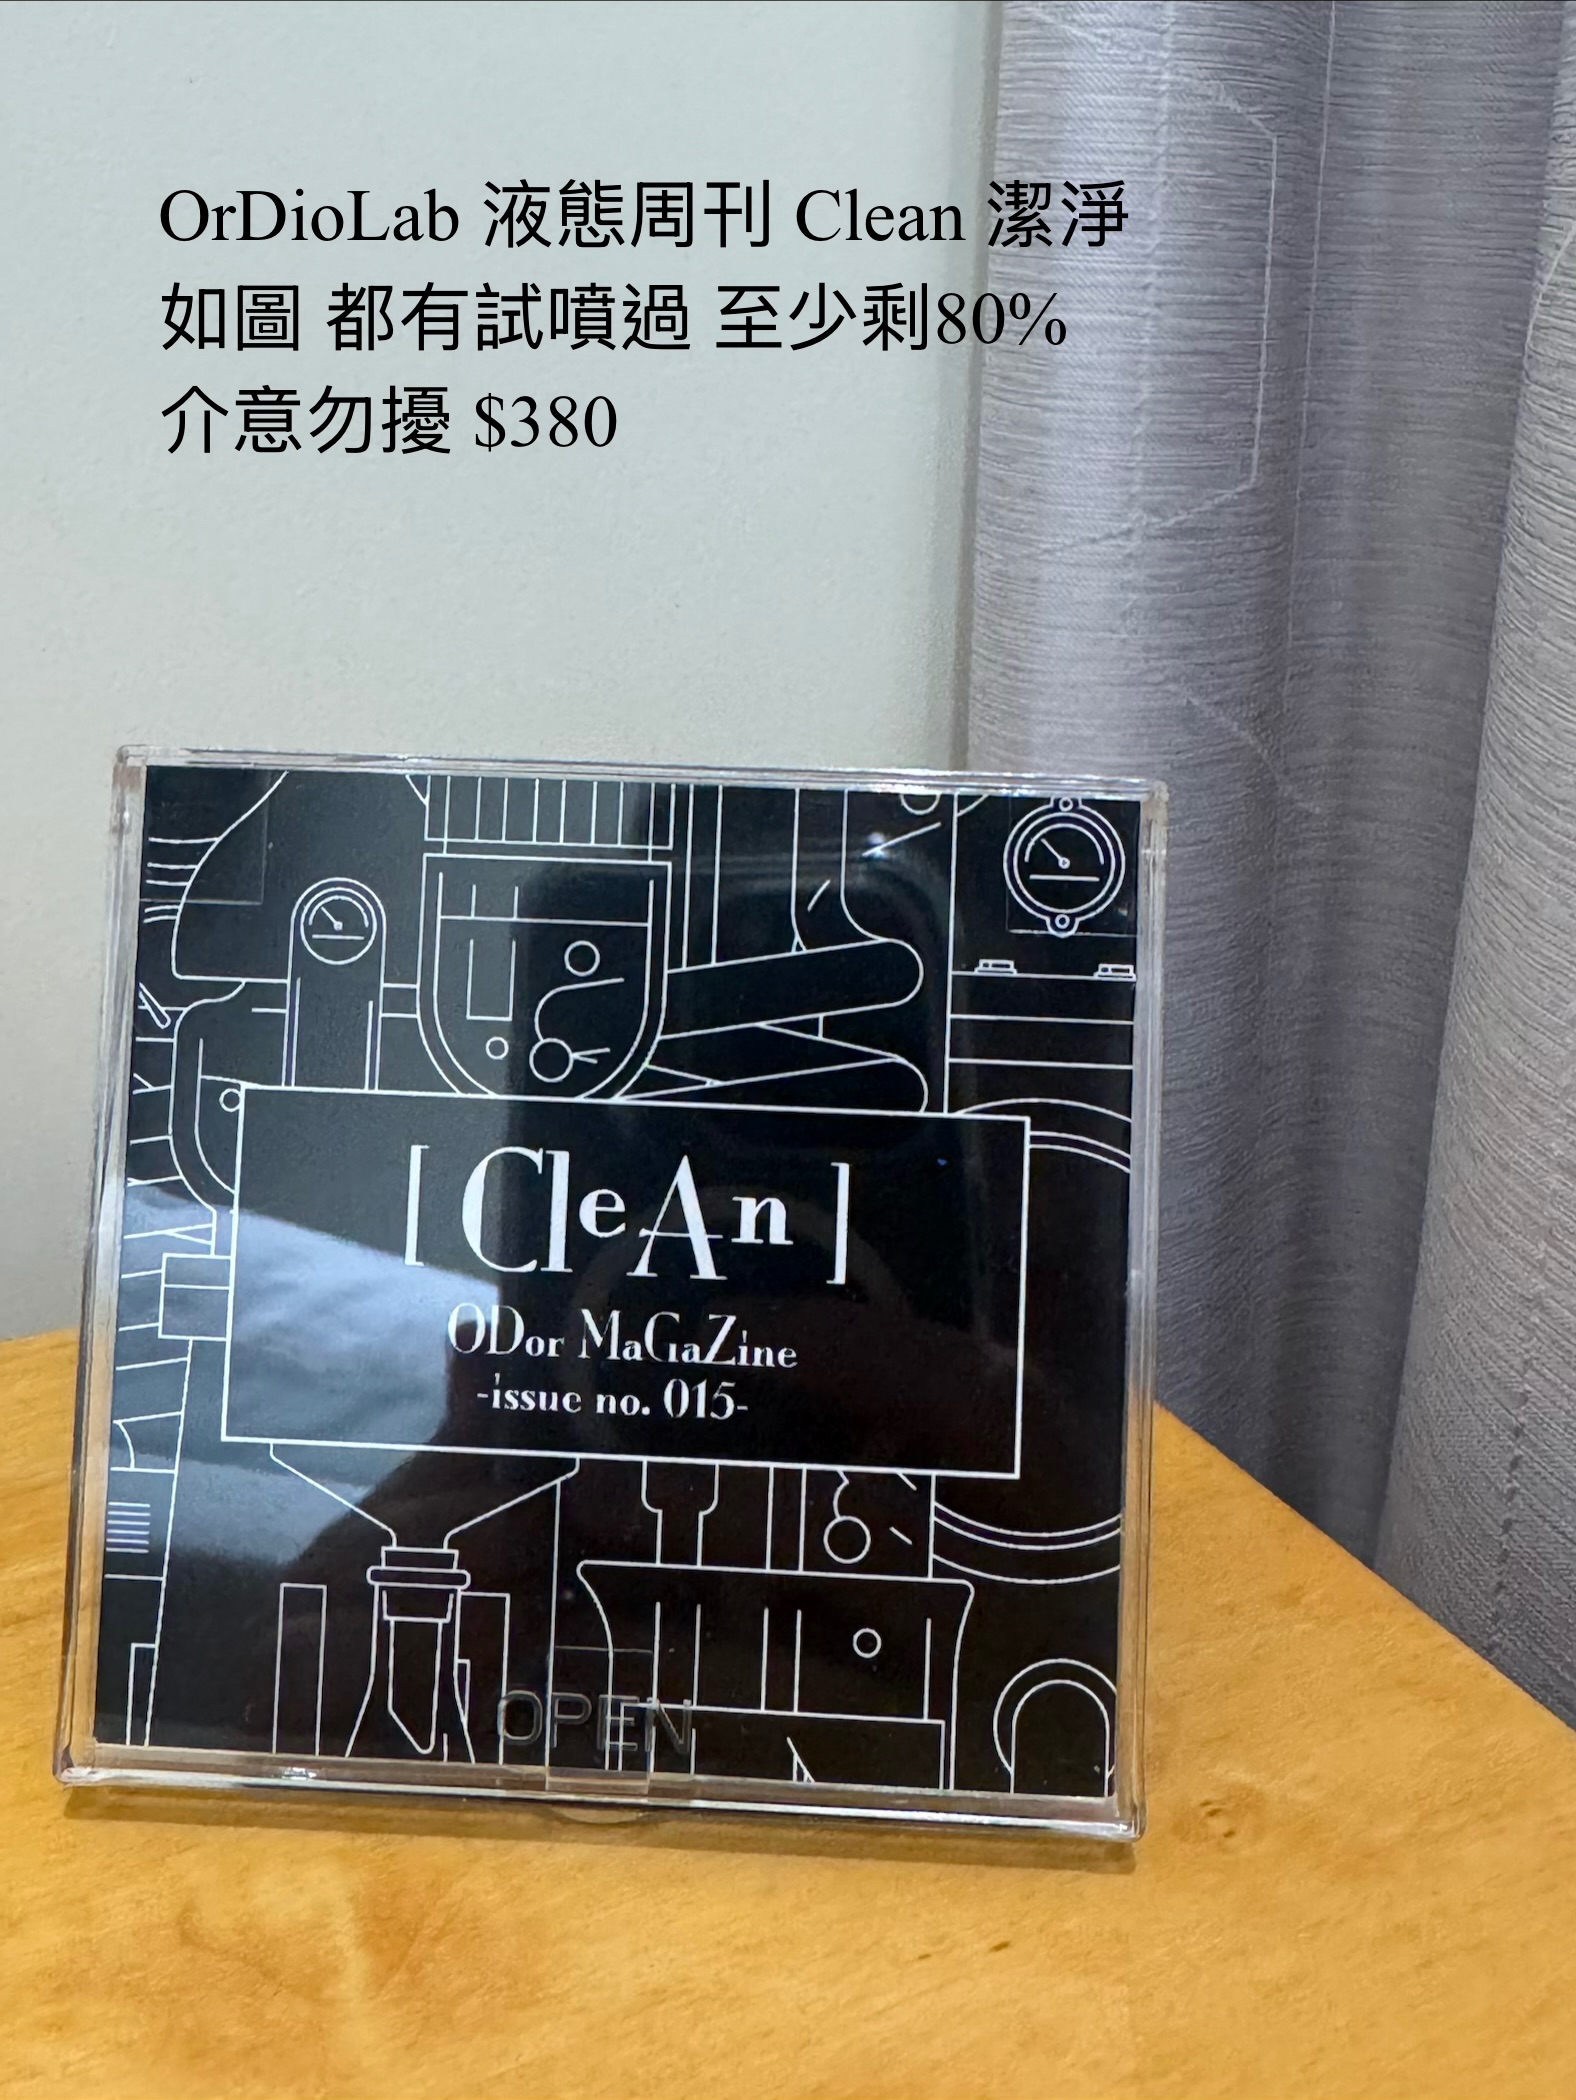 OrDioLab 液態周刊 Clean 潔淨
如圖 都有試噴過 至少剩80%
介意勿擾 $380
[ CleAn ]
ODor MaGaZine
-issue no. 015-
OPEN